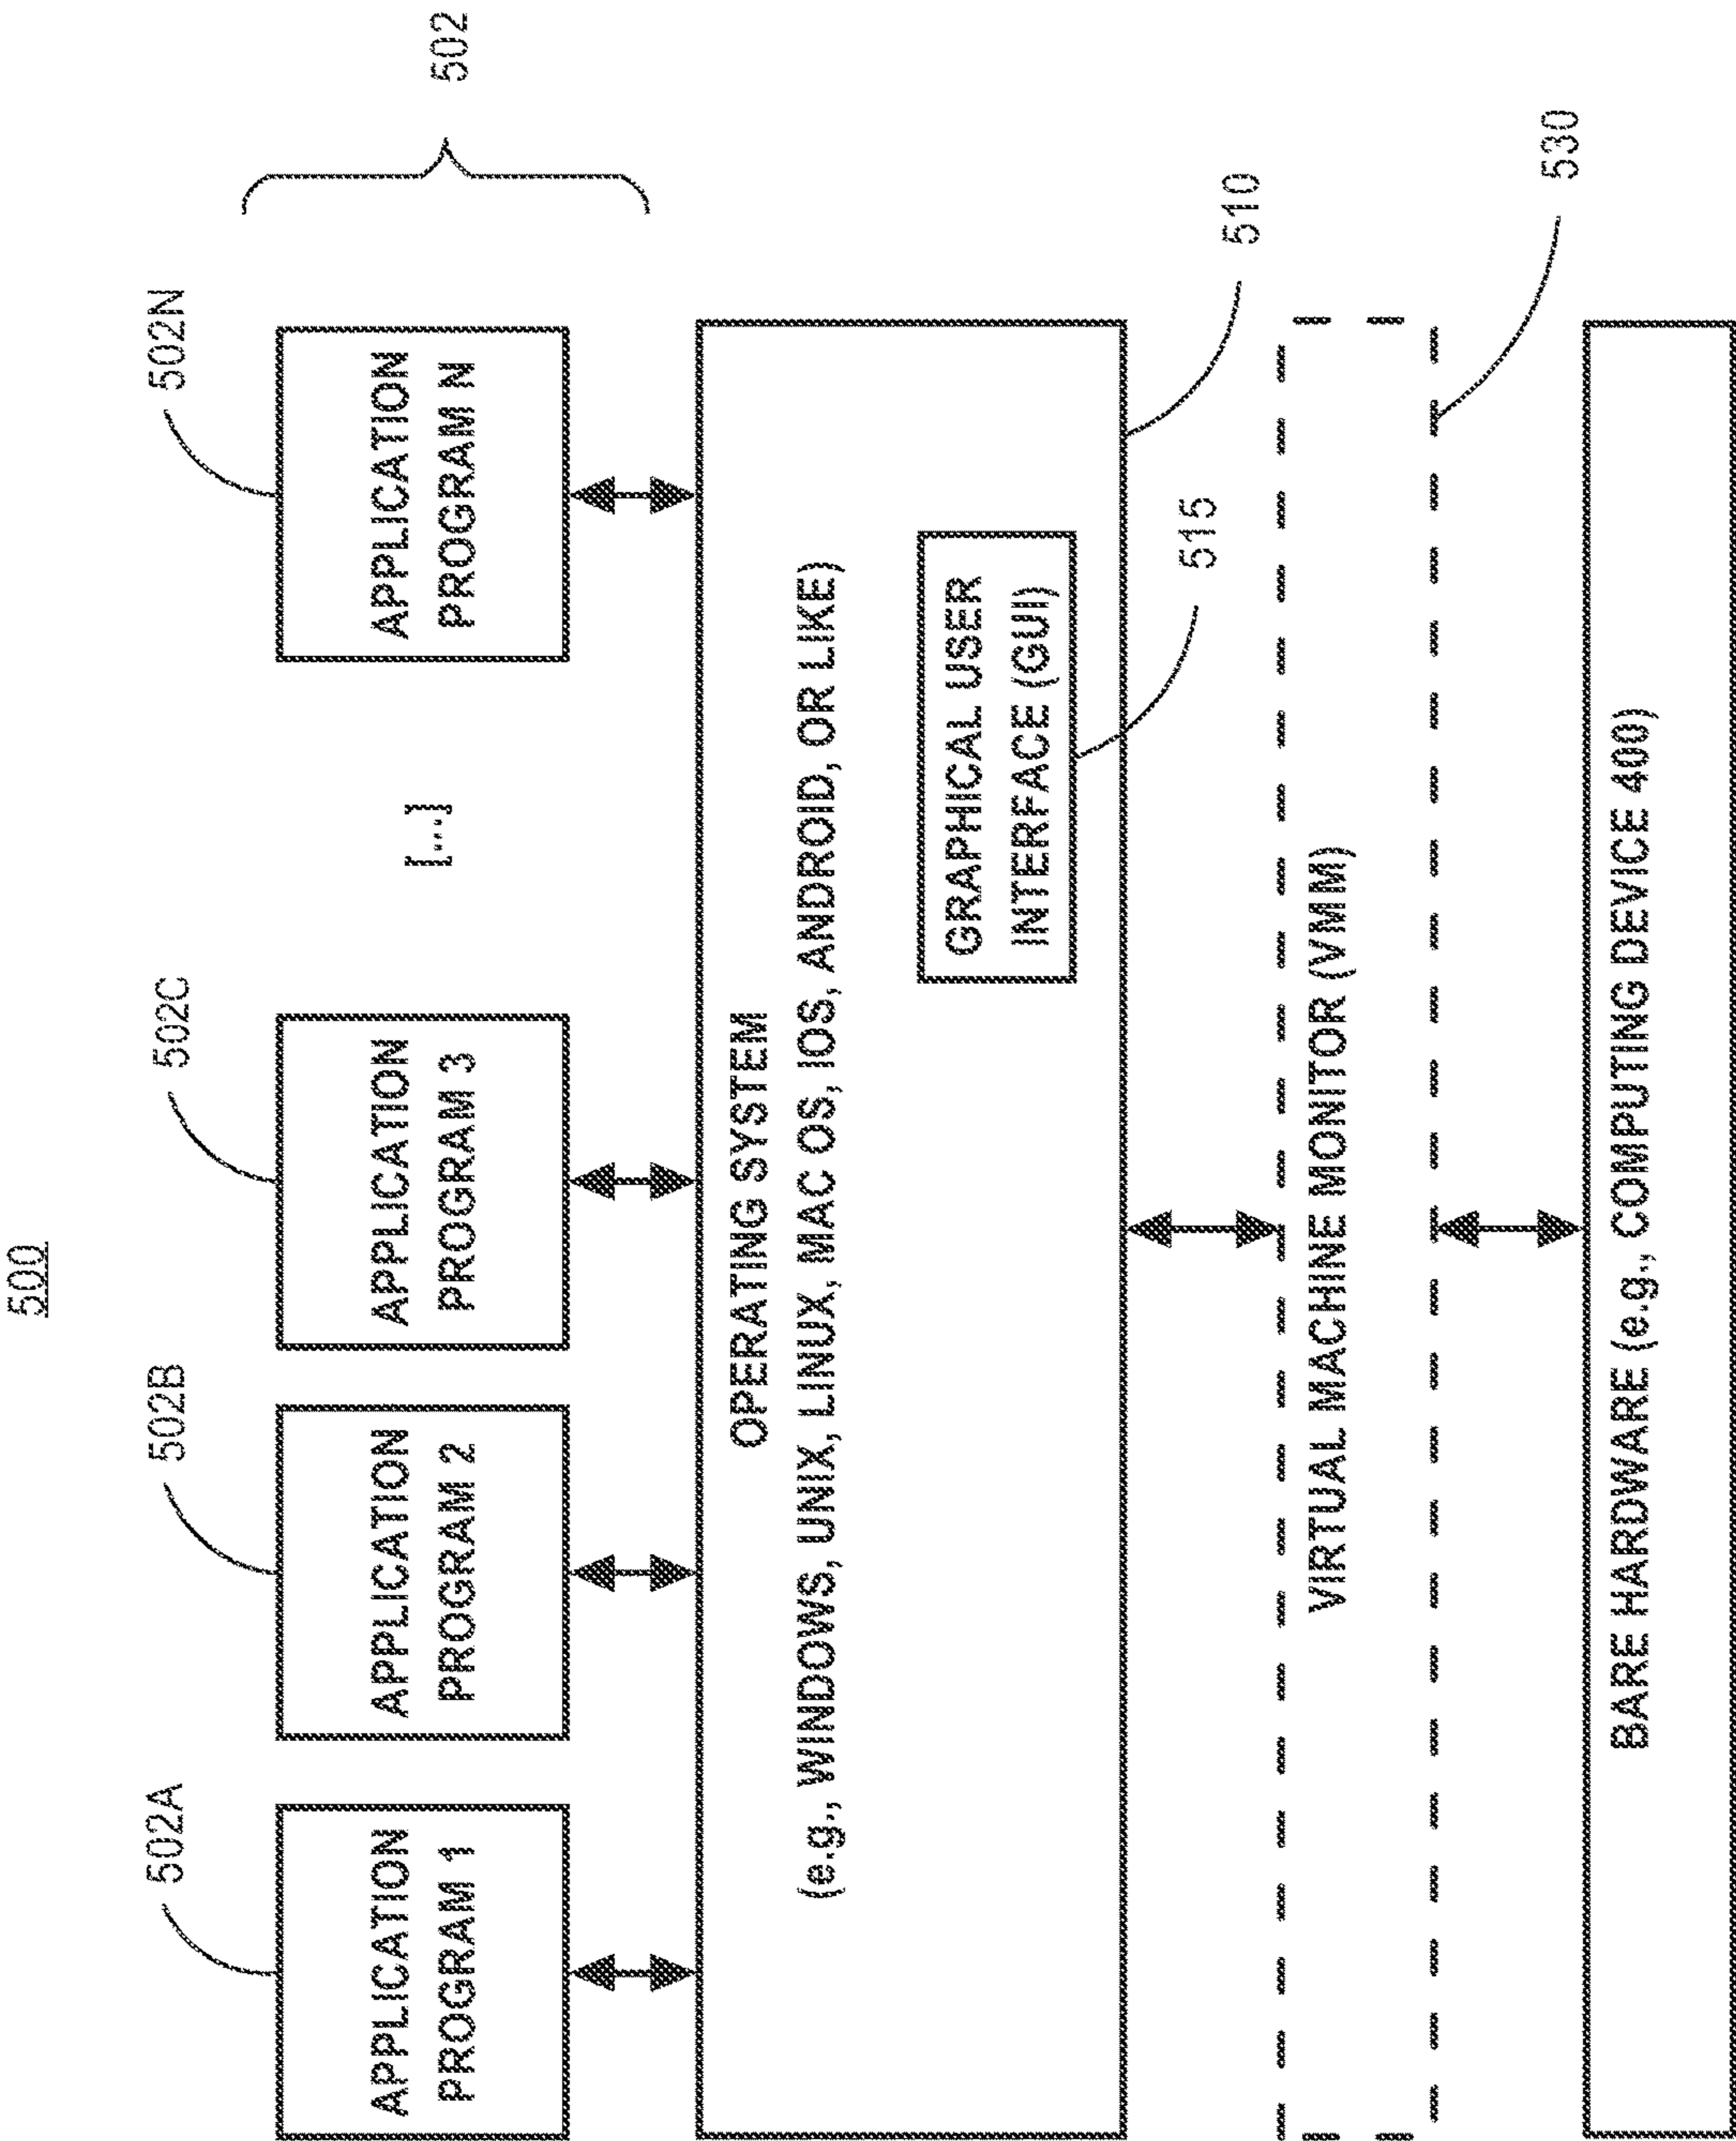 500
502A
502B
502C
502N
502
APPLICATION
PROGRAM 1
APPLICATION
PROGRAM 2
APPLICATION
PROGRAM 3
[...]
APPLICATION
PROGRAM N
OPERATING SYSTEM
(e.g., WINDOWS, UNIX, LINUX, MAC OS, IOS, ANDROID, OR LIKE)
GRAPHICAL USER
INTERFACE (GUI)
515
510
VIRTUAL MACHINE MONITOR (VMM)
530
BARE HARDWARE (e.g., COMPUTING DEVICE 400)